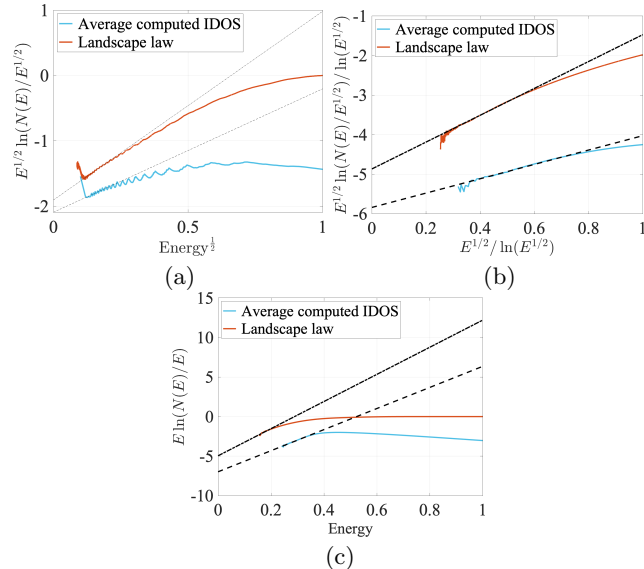 Average computed IDOS
Landscape law
1
0
-1
-2
E^{1/2} ln(N(E)/E^{1/2})
0
0.5
1
Energy^{1/2}
(a)
Average computed IDOS
Landscape law
-1
-2
-3
-4
-5
-6
E^{1/2} ln(N(E)/E^{1/2})/ ln(E^{1/2})
0
0.2
0.4
0.6
0.8
1
E^{1/2}/ ln(E^{1/2})
(b)
Average computed IDOS
Landscape law
15
10
5
0
-5
-10
E ln(N(E)/E)
0
0.2
0.4
0.6
0.8
1
Energy
(c)